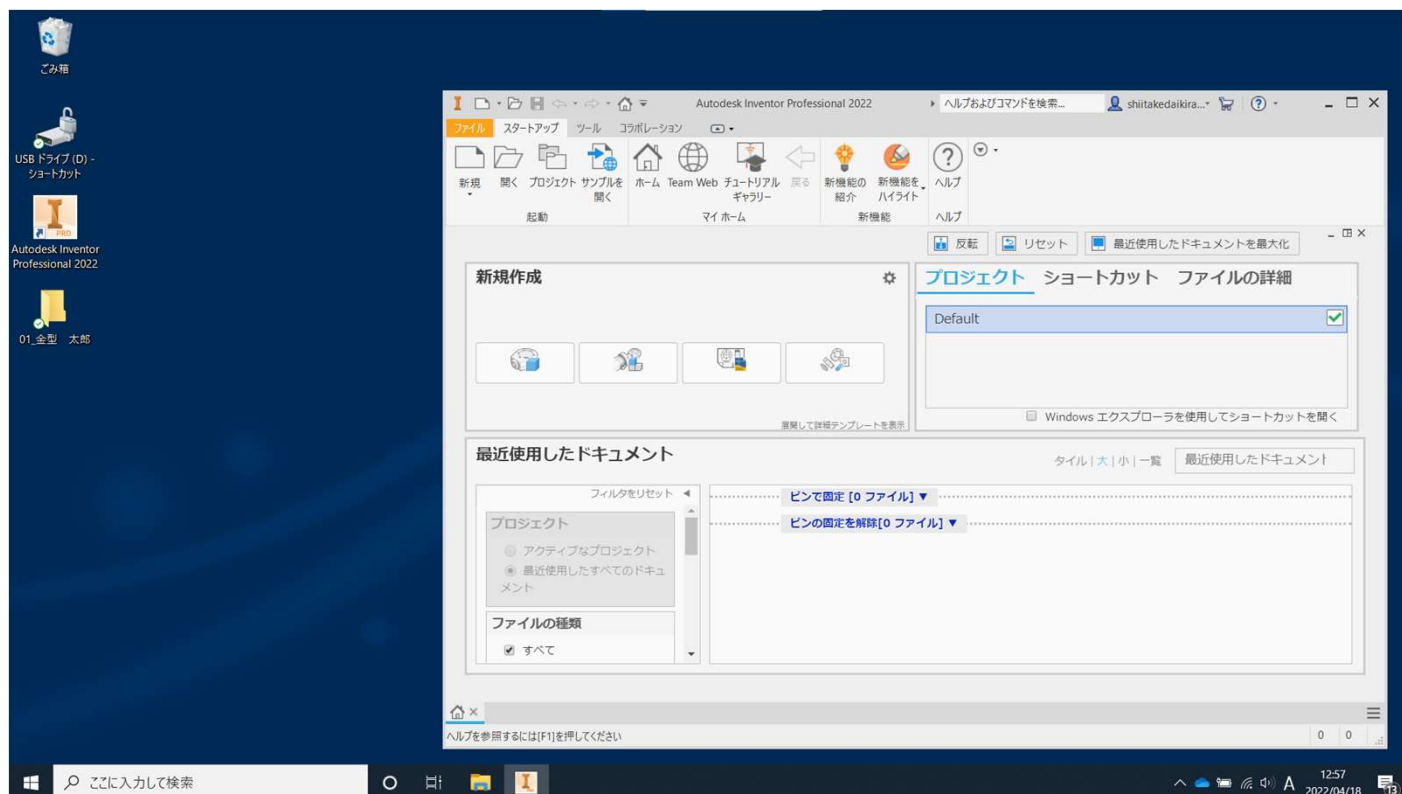 ごみ箱
USB ドライブ (D) -
ショートカット
PRO
Autodesk Inventor
Professional 2022
01_金型　太郎
Autodesk Inventor Professional 2022
ヘルプおよびコマンドを検索...
shiitakedaikira...
ファイル スタートアップ ツール コラボレーション
新規 開く プロジェクト サンプルを
開く
ホーム Team Web チュートリアル
ギャラリー
戻る 新機能の
紹介
新機能を
ハイライト
ヘルプ
起動 マイ ホーム 新機能 ヘルプ
反転 リセット 最近使用したドキュメントを最大化
新規作成
展開して詳細テンプレートを表示
プロジェクト ショートカット ファイルの詳細
Default
Windows エクスプローラを使用してショートカットを開く
最近使用したドキュメント
タイル | 大 | 小 | 一覧 最近使用したドキュメント
フィルタをリセット
プロジェクト
アクティブなプロジェクト
最近使用したすべてのドキュ
メント
ファイルの種類
すべて
ピンで固定 [0 ファイル] ▼
ピンの固定を解除[0 ファイル] ▼
ヘルプを参照するには[F1]を押してください
0 0
ここに入力して検索
A
12:57
2022/04/18
13